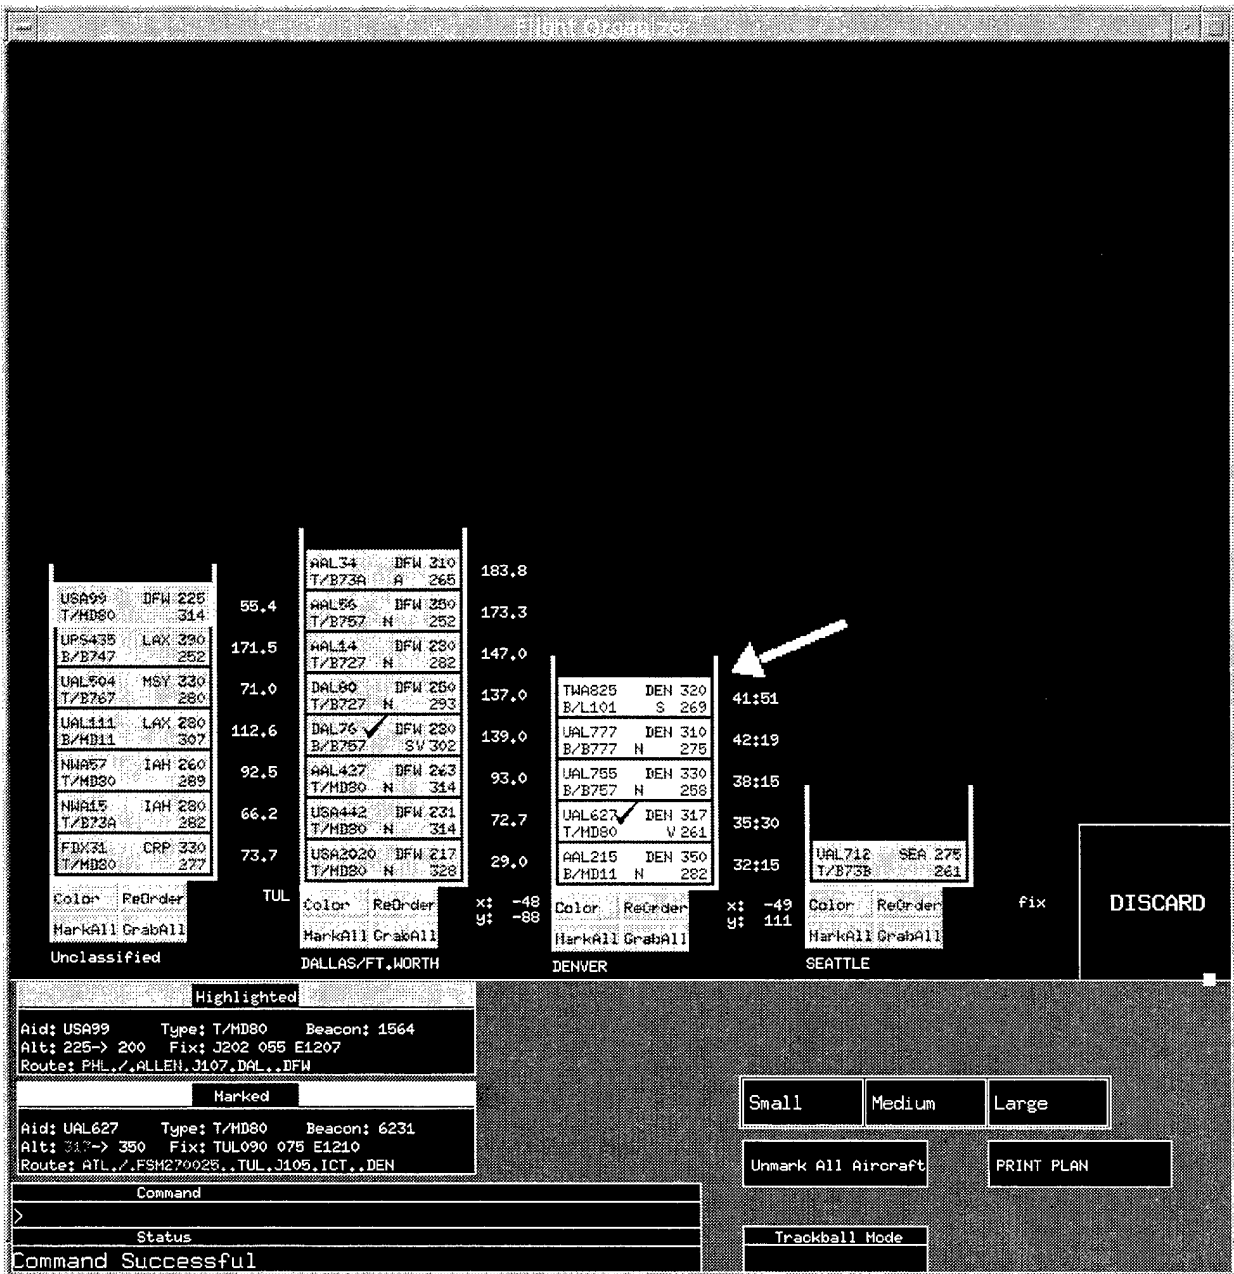 Flight Organizer
USA99 DFW 225
T/MD80 314
55.4
UPS435 LAX 390
B/B747 252
171.5
UAL504 MSY 330
T/B767 280
71.0
UAL111 LAX 280
B/MD11 307
112.6
NWA57 IAH 260
T/MD80 289
92.5
NWA15 IAH 280
T/B73A 282
66.2
FDX31 CRP 330
T/MD80 277
73.7
Color ReOrder
TUL
MarkAll GrabAll
Unclassified
AAL34 DFW 310
T/B73A A 265
183.8
AAL56 DFW 350
T/B757 N 252
173.3
AAL14 DFW 230
T/B727 N 282
147.0
DAL80 DFW 250
T/B727 N 293
137.0
DAL76 DFW 230
B/B757 SV 302
139.0
AAL427 DFW 263
T/MD80 N 314
93.0
USA442 DFW 231
T/MD80 N 314
72.7
USA2020 DFW 217
T/MD80 N 328
29.0
Color ReOrder
x: -48
y: -88
MarkAll GrabAll
DALLAS/FT.WORTH
TWA825 DEN 320
B/L101 S 269
41:51
UAL777 DEN 310
B/B777 N 275
42:19
UAL755 DEN 330
B/B757 N 258
38:15
UAL627 DEN 317
T/MD80 V 261
35:30
AAL215 DEN 350
B/MD11 N 282
32:15
Color ReOrder
x: -49
y: 111
MarkAll GrabAll
DENVER
UAL712 SEA 275
T/B73B 261
Color ReOrder
fix
MarkAll GrabAll
SEATTLE
DISCARD
Highlighted
Aid: USA99 Type: T/MD80 Beacon: 1564
Alt: 225-> 200 Fix: J202 055 E1207
Route: PHL./.ALLEN.J107.DAL..DFW
Marked
Aid: UAL627 Type: T/MD80 Beacon: 6231
Alt: 317-> 350 Fix: TUL090 075 E1210
Route: ATL./.FSM270025..TUL.J105.ICT..DEN
Command
>
Status
Command Successful
Small Medium Large
Unmark All Aircraft PRINT PLAN
Trackball Mode